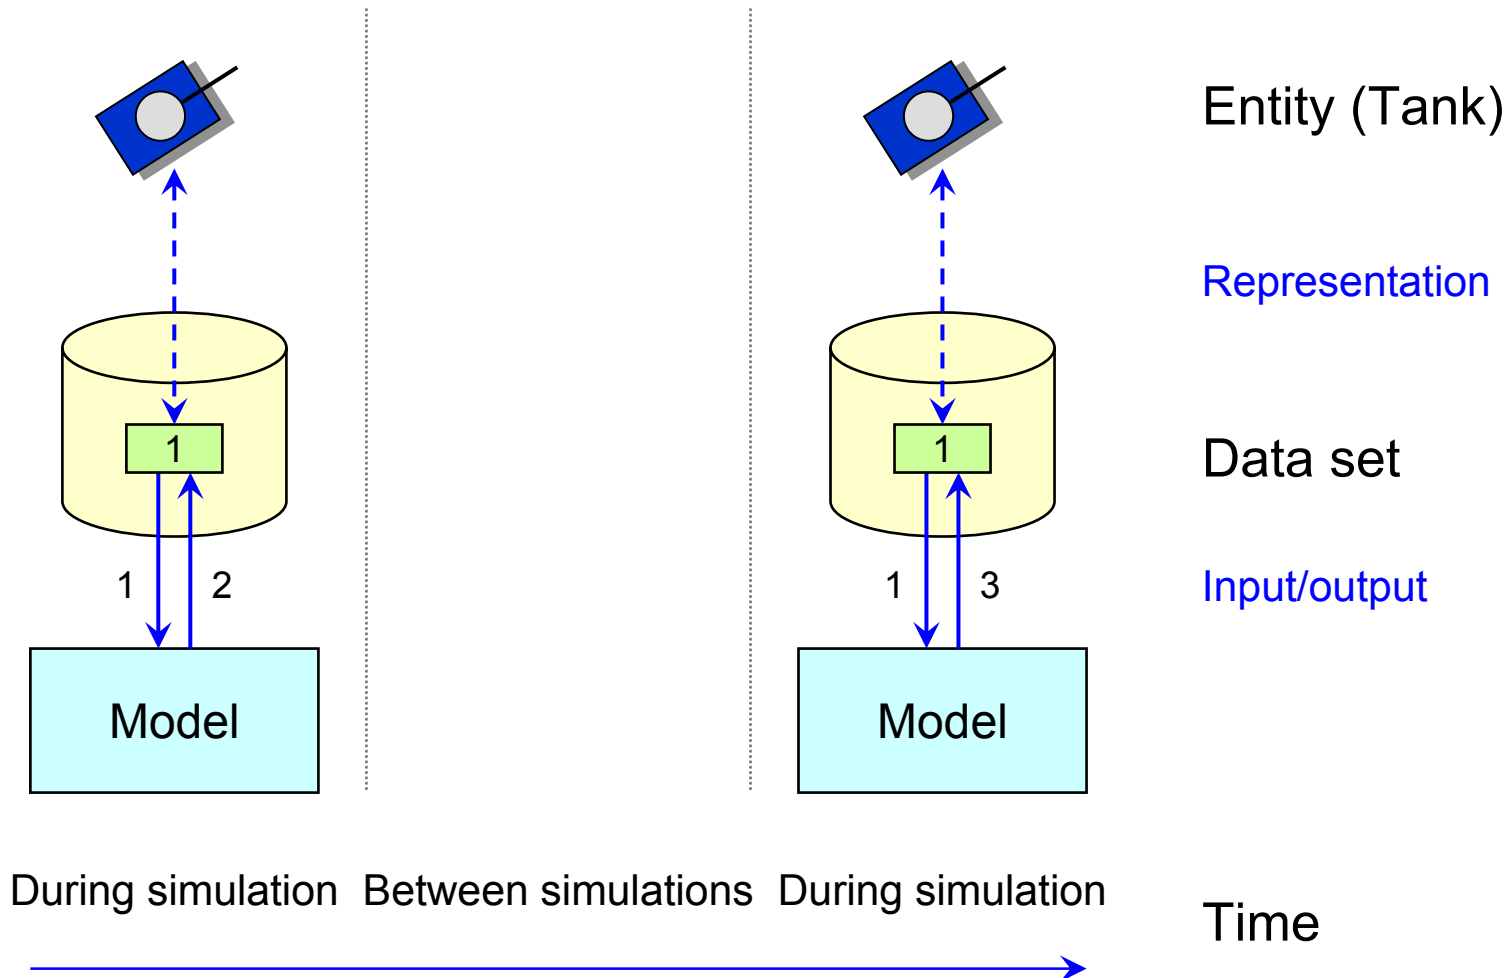 Entity (Tank)
Representation
1
1
Data set
1 2
1 3
Input/output
Model
Model
During simulation
Between simulations
During simulation
Time